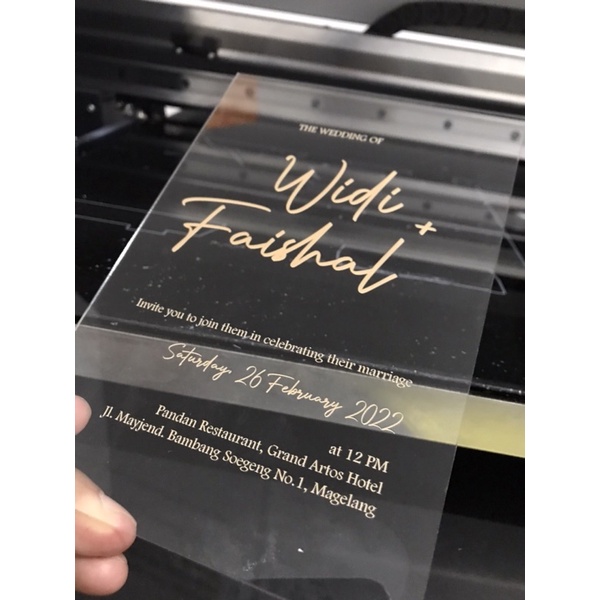 THE WEDDING OF
Widi +
Faishal
Invite you to join them in celebrating their marriage
Saturday, 26 February 2022
at 12 PM
Pandan Restaurant, Grand Artos Hotel
Jl. Mayjend. Bambang Soegeng No.1, Magelang